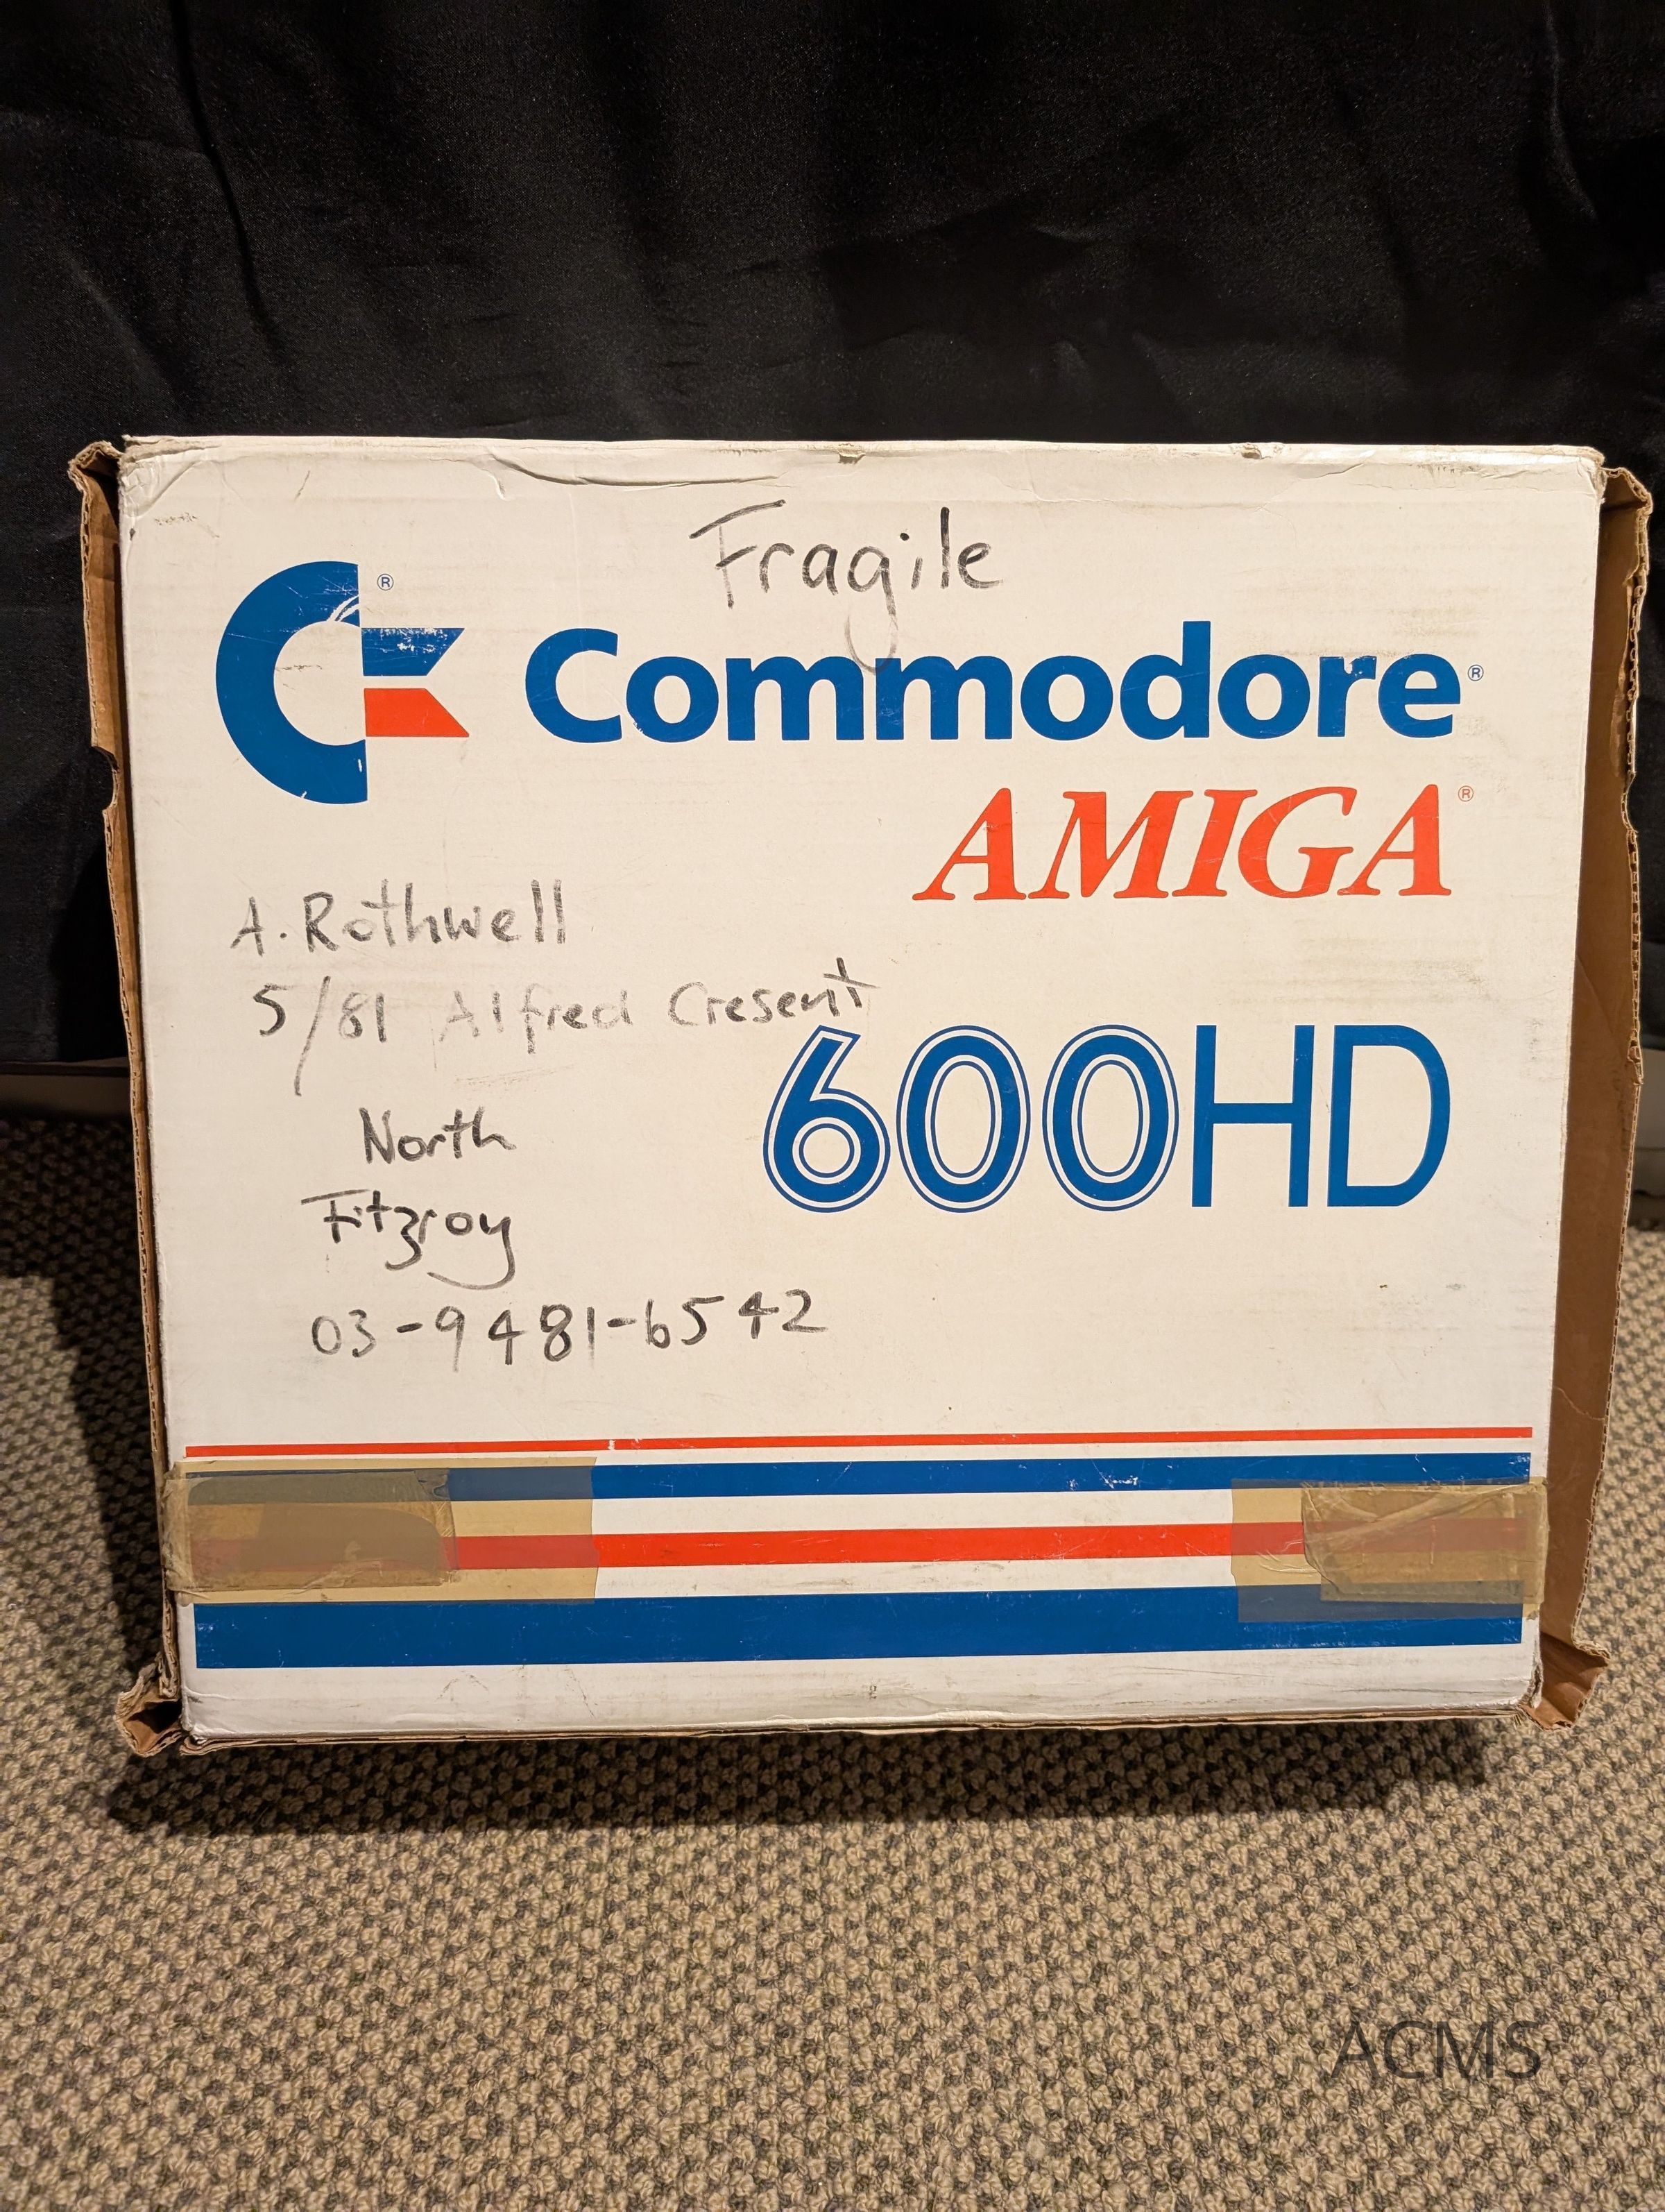 Fragile
Commodore®
AMIGA®
A. Rothwell
5/81 Alfred Cresent
600HD
North
Fitzroy
03-9481-6542
ACMS